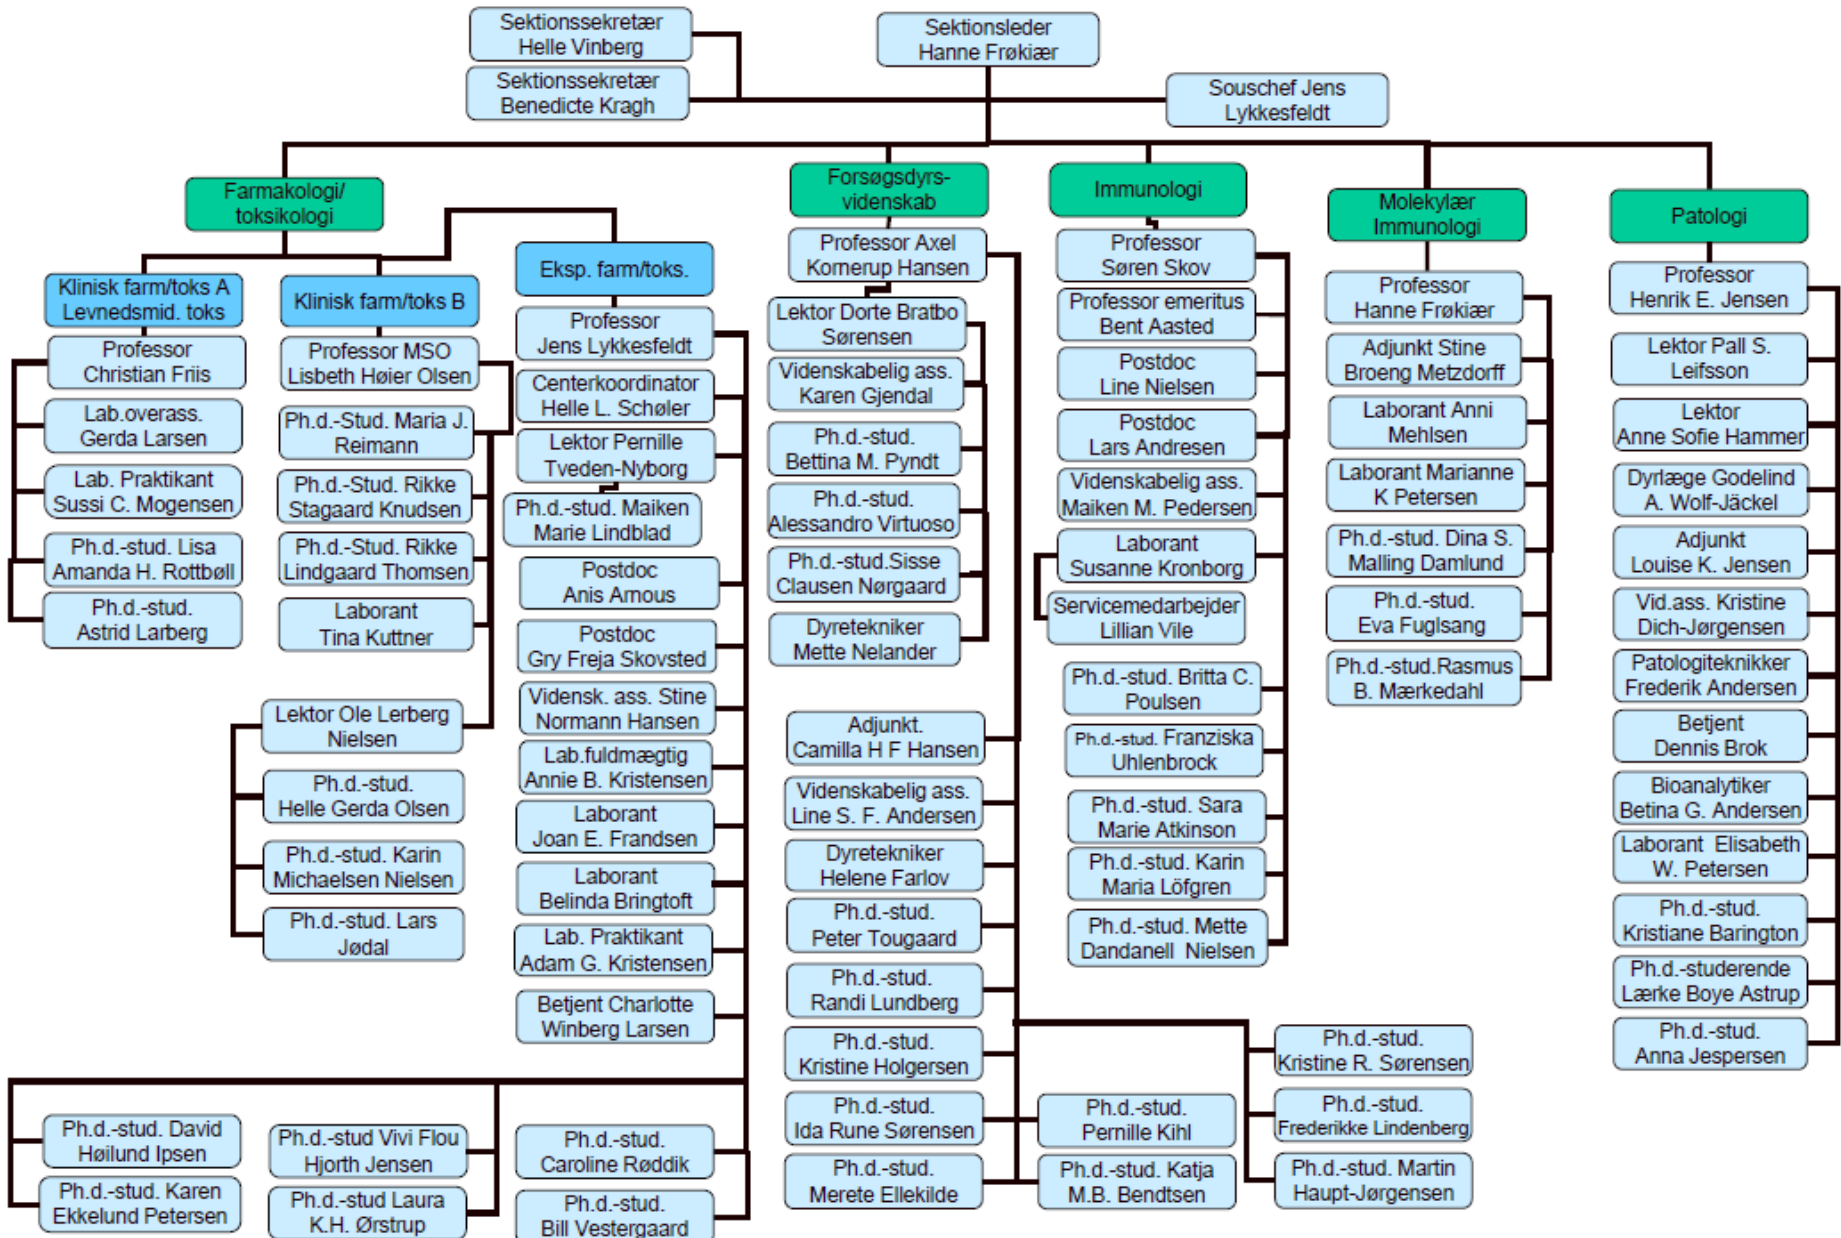 Sektionssekretær
Helle Vinberg
Sektionssekretær
Benedicte Kragh
Sektionsleder
Hanne Frøkiær
Souschef Jens
Lykkesfeldt
Farmakologi/
toksikologi
Klinisk farm/toks A
Levnedsmid. toks
Professor
Christian Friis
Lab.overass.
Gerda Larsen
Lab. Praktikant
Sussi C. Mogensen
Ph.d.-stud. Lisa
Amanda H. Rottbøll
Ph.d.-stud.
Astrid Larberg
Klinisk farm/toks B
Professor MSO
Lisbeth Høier Olsen
Ph.d.-Stud. Maria J.
Reimann
Ph.d.-Stud. Rikke
Stagaard Knudsen
Ph.d.-Stud. Rikke
Lindgaard Thomsen
Laborant
Tina Kuttner
Lektor Ole Lerberg
Nielsen
Ph.d.-stud.
Helle Gerda Olsen
Ph.d.-stud. Karin
Michaelsen Nielsen
Ph.d.-stud. Lars
Jødal
Eksp. farm/toks.
Professor
Jens Lykkesfeldt
Centerkoordinator
Helle L. Schøler
Lektor Pernille
Tveden-Nyborg
Ph.d.-stud. Maiken
Marie Lindblad
Postdoc
Anis Arnous
Postdoc
Gry Freja Skovsted
Vidensk. ass. Stine
Normann Hansen
Lab.fuldmægtig
Annie B. Kristensen
Laborant
Joan E. Frandsen
Laborant
Belinda Bringtoft
Lab. Praktikant
Adam G. Kristensen
Betjent Charlotte
Winberg Larsen
Ph.d.-stud. David
Høilund Ipsen
Ph.d.-stud. Karen
Ekkelund Petersen
Ph.d.-stud Vivi Flou
Hjorth Jensen
Ph.d.-stud Laura
K.H. Ørstrup
Ph.d.-stud.
Caroline Røddik
Ph.d.-stud.
Bill Vestergaard
Forsøgsdyrs-
videnskab
Professor Axel
Kornerup Hansen
Lektor Dorte Bratbo
Sørensen
Videnskabelig ass.
Karen Gjendal
Ph.d.-stud.
Bettina M. Pyndt
Ph.d.-stud.
Alessandro Virtuoso
Ph.d.-stud.Sisse
Clausen Nørgaard
Dyretekniker
Mette Nelander
Adjunkt.
Camilla H F Hansen
Videnskabelig ass.
Line S. F. Andersen
Dyretekniker
Helene Farlov
Ph.d.-stud.
Peter Tougaard
Ph.d.-stud.
Randi Lundberg
Ph.d.-stud.
Kristine Holgersen
Ph.d.-stud.
Ida Rune Sørensen
Ph.d.-stud.
Merete Ellekilde
Ph.d.-stud.
Pernille Kihl
Ph.d.-stud. Katja
M.B. Bendtsen
Ph.d.-stud.
Kristine R. Sørensen
Ph.d.-stud.
Frederikke Lindenberg
Ph.d.-stud. Martin
Haupt-Jørgensen
Immunologi
Professor
Søren Skov
Professor emeritus
Bent Aasted
Postdoc
Line Nielsen
Postdoc
Lars Andresen
Videnskabelig ass.
Maiken M. Pedersen
Laborant
Susanne Kronborg
Servicemedarbejder
Lillian Vile
Ph.d.-stud. Britta C.
Poulsen
Ph.d.-stud. Franziska
Uhlenbrock
Ph.d.-stud. Sara
Marie Atkinson
Ph.d.-stud. Karin
Maria Löfgren
Ph.d.-stud. Mette
Dandanell Nielsen
Molekylær
Immunologi
Professor
Hanne Frøkiær
Adjunkt Stine
Broeng Metzdorff
Laborant Anni
Mehlsen
Laborant Marianne
K Petersen
Ph.d.-stud. Dina S.
Malling Damlund
Ph.d.-stud.
Eva Fuglsang
Ph.d.-stud.Rasmus
B. Mærkedahl
Patologi
Professor
Henrik E. Jensen
Lektor Pall S.
Leifsson
Lektor
Anne Sofie Hammer
Dyrlæge Godelind
A. Wolf-Jäckel
Adjunkt
Louise K. Jensen
Vid.ass. Kristine
Dich-Jørgensen
Patologiteknikker
Frederik Andersen
Betjent
Dennis Brok
Bioanalytiker
Betina G. Andersen
Laborant Elisabeth
W. Petersen
Ph.d.-stud.
Kristiane Barington
Ph.d.-studerende
Lærke Boye Astrup
Ph.d.-stud.
Anna Jespersen